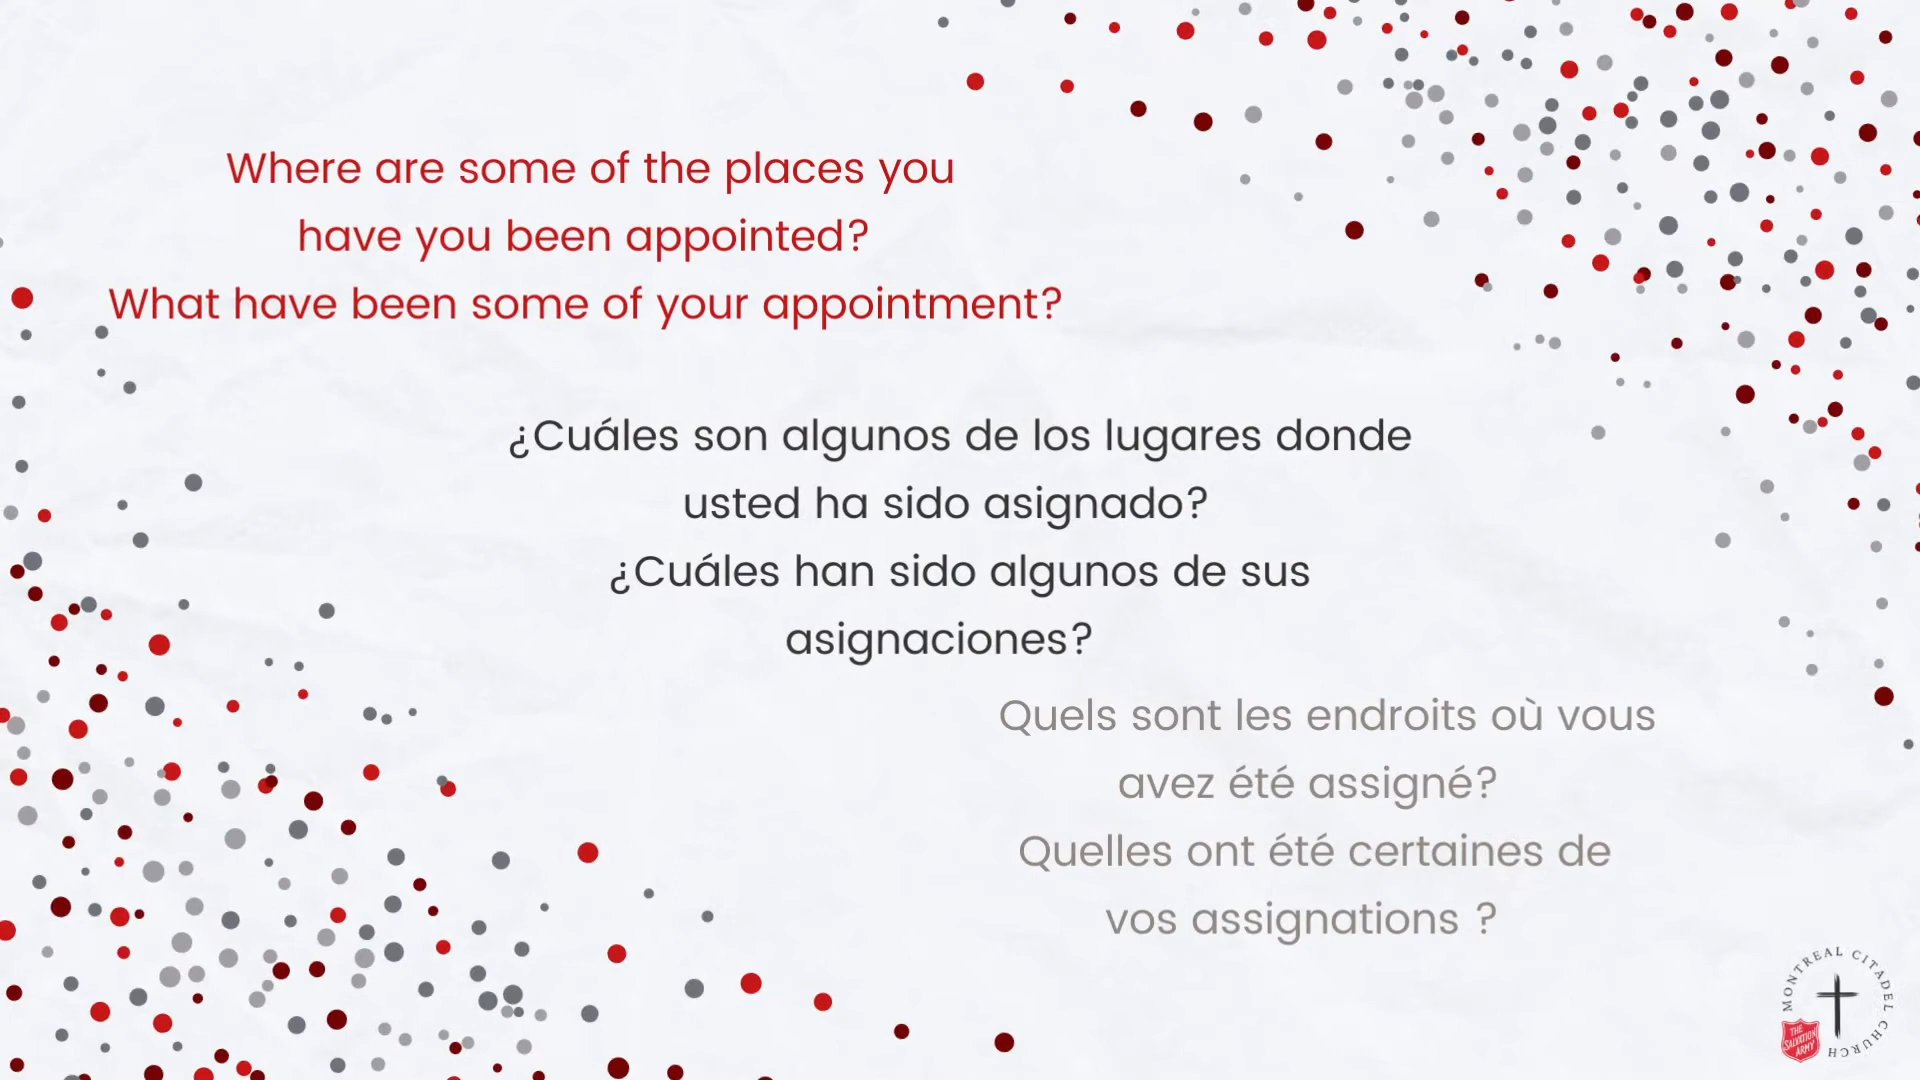 Where are some of the places you
have you been appointed?
What have been some of your appointment?
¿Cuáles son algunos de los lugares donde
usted ha sido asignado?
¿Cuáles han sido algunos de sus
asignaciones?
Quels sont les endroits où vous
avez été assigné?
Quelles ont été certaines de
vos assignations ?
MONTREAL CITADEL CHURCH
THE
SALVATION
ARMY